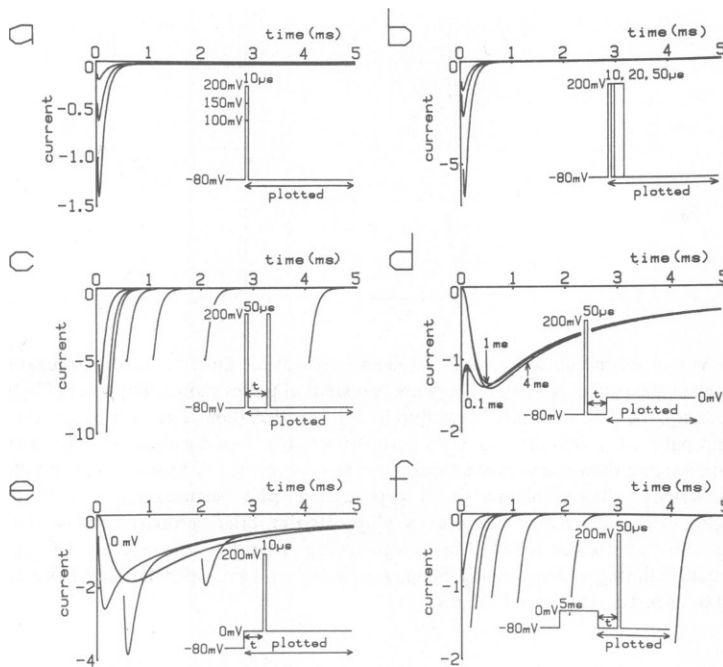 a
time (ms)
0 1 2 3 4 5
0
-0.5
-1.0
-1.5
current
10μs
200mV
150mV
100mV
-80mV
plotted
b
time (ms)
0 1 2 3 4 5
0
-5
current
10, 20, 50μs
200mV
-80mV
plotted
c
time (ms)
0 1 2 3 4 5
0
-5
-10
current
50μs
200mV
t
-80mV
plotted
d
time (ms)
0 1 2 3 4 5
0
-1
-2
current
1 ms
4 ms
0.1 ms
50μs
200mV
t
0mV
-80mV
plotted
e
time (ms)
0 1 2 3 4 5
0
-2
-4
current
0 mV
10μs
200mV
0mV
t
-80mV
plotted
f
time (ms)
0 1 2 3 4 5
0
-1
-2
current
50μs
200mV
5ms
0mV
t
-80mV
plotted